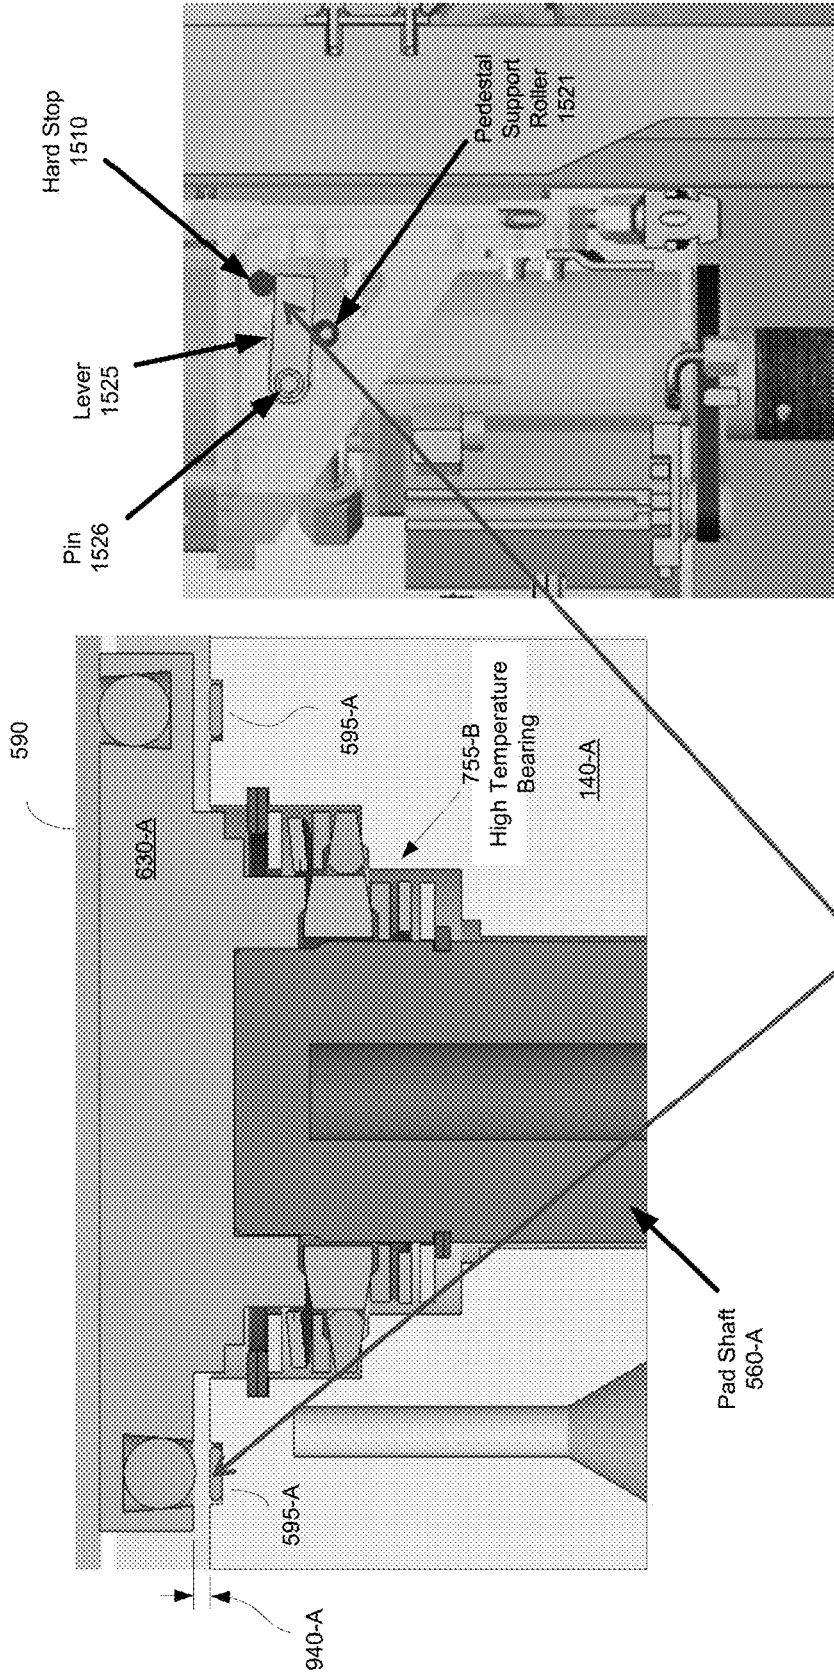 940-A
595-A
590
630-A
595-A
755-B
High Temperature
Bearing
140-A
Pad Shaft
560-A
Pin
1526
Lever
1525
Hard Stop
1510
Pedestal
Support
Roller
1521